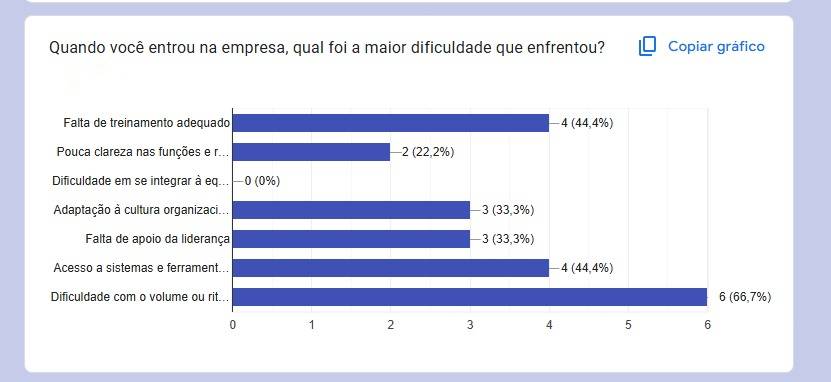 Quando você entrou na empresa, qual foi a maior dificuldade que enfrentou?
Copiar gráfico
Falta de treinamento adequado
4 (44,4%)
Pouca clareza nas funções e r...
2 (22,2%)
Dificuldade em se integrar à eq...
0 (0%)
Adaptação à cultura organizaci...
3 (33,3%)
Falta de apoio da liderança
3 (33,3%)
Acesso a sistemas e ferrament...
4 (44,4%)
Dificuldade com o volume ou rit...
6 (66,7%)
0 1 2 3 4 5 6